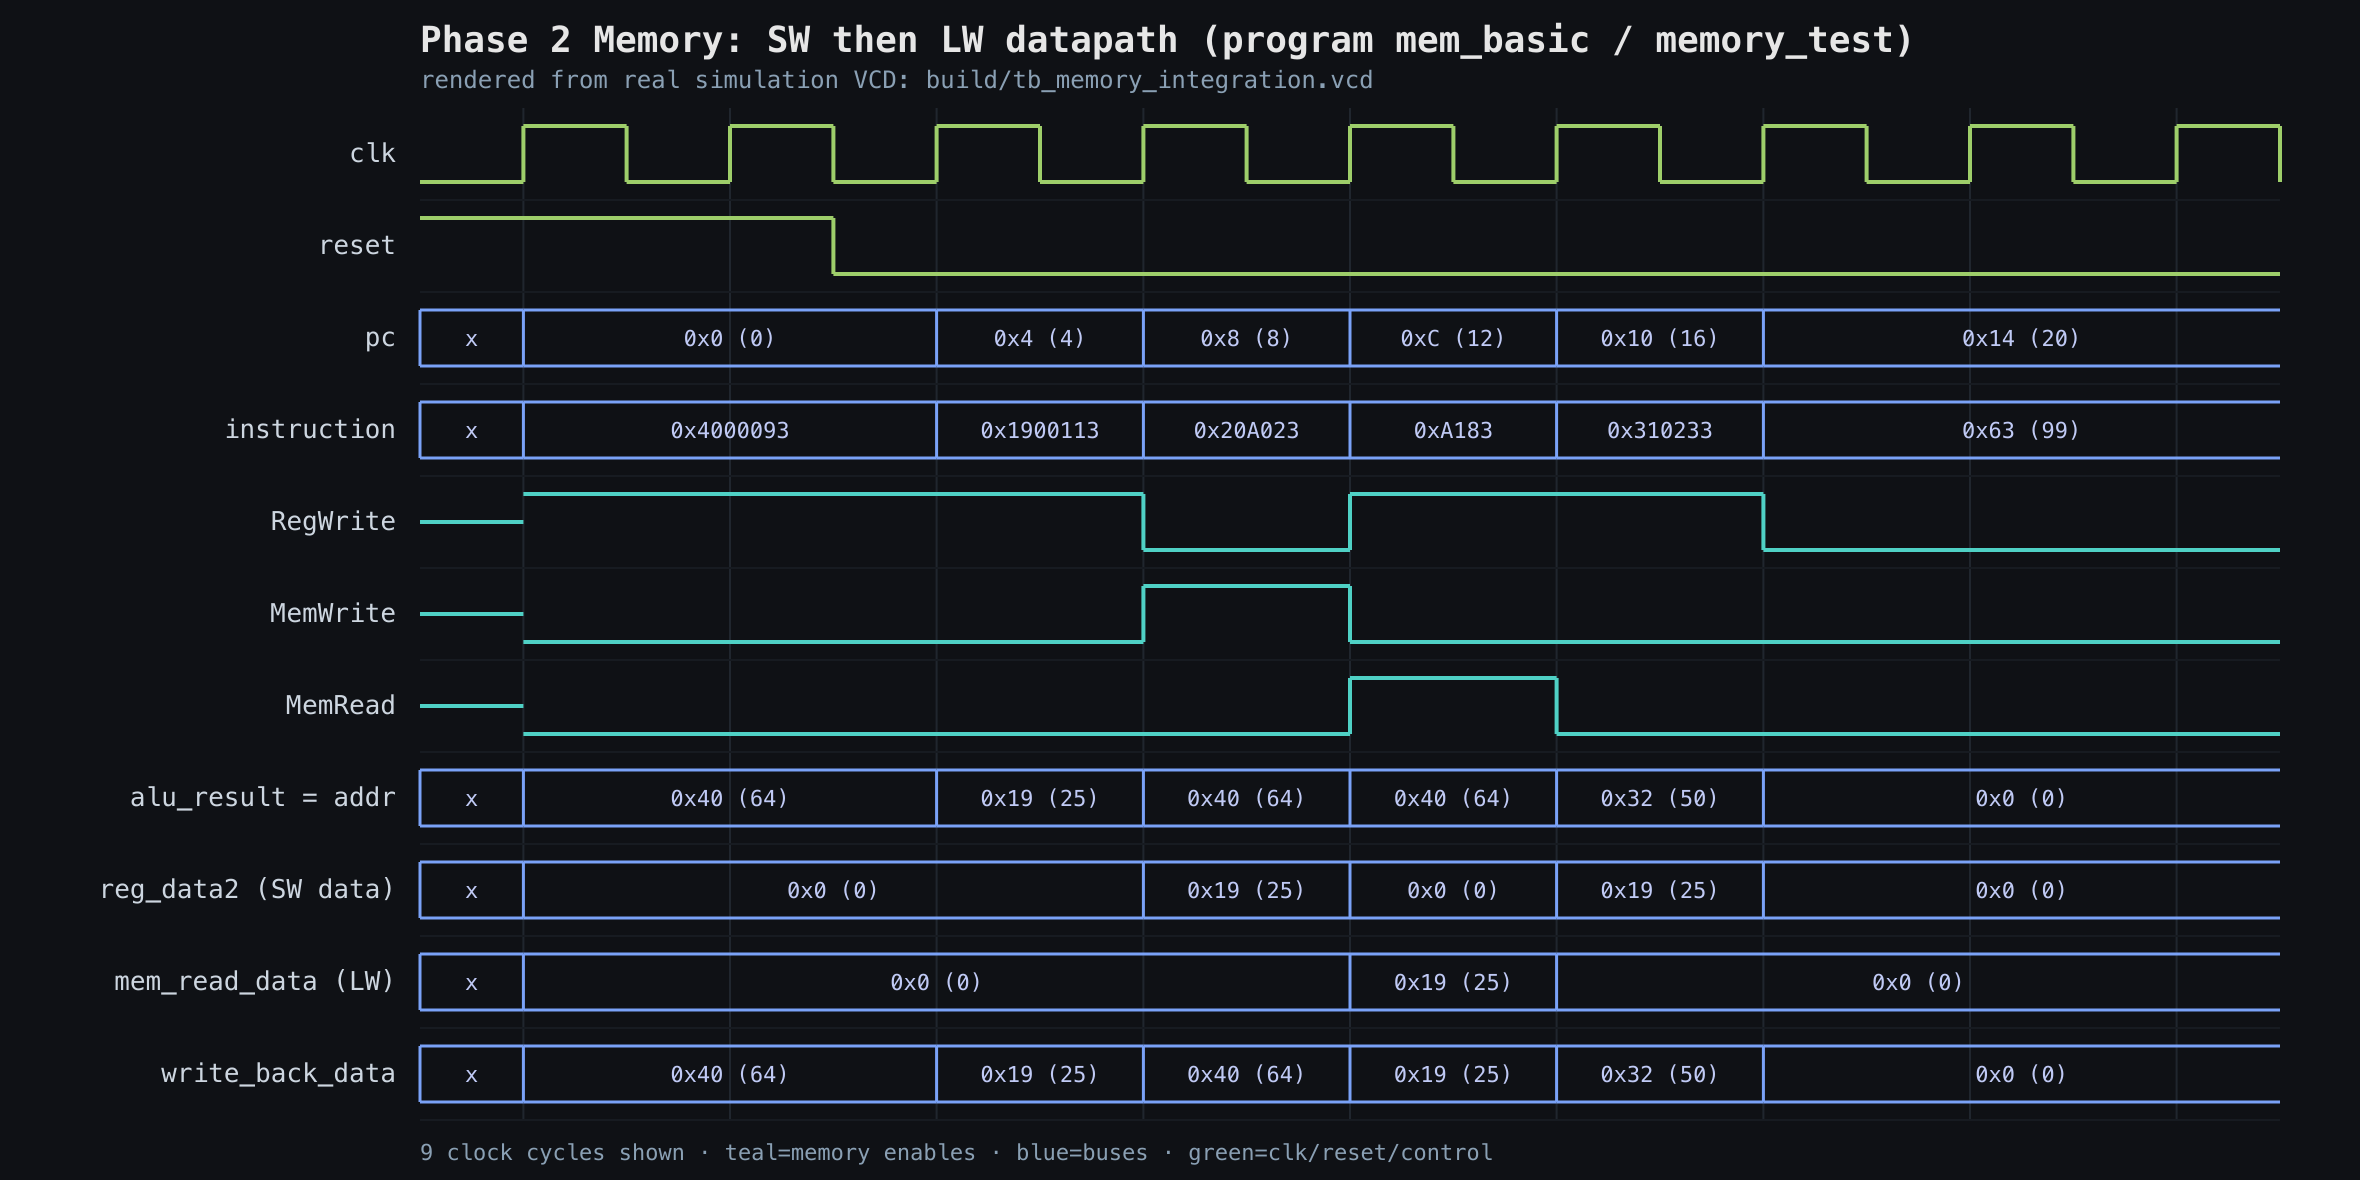 Phase 2 Memory: SW then LW datapath (program mem_basic / memory_test)
rendered from real simulation VCD: build/tb_memory_integration.vcd
clk
reset
pc x 0x0 (0) 0x4 (4) 0x8 (8) 0xC (12) 0x10 (16) 0x14 (20)
instruction x 0x4000093 0x1900113 0x20A023 0xA183 0x310233 0x63 (99)
RegWrite
MemWrite
MemRead
alu_result = addr x 0x40 (64) 0x19 (25) 0x40 (64) 0x40 (64) 0x32 (50) 0x0 (0)
reg_data2 (SW data) x 0x0 (0) 0x19 (25) 0x0 (0) 0x19 (25) 0x0 (0)
mem_read_data (LW) x 0x0 (0) 0x19 (25) 0x0 (0)
write_back_data x 0x40 (64) 0x19 (25) 0x40 (64) 0x19 (25) 0x32 (50) 0x0 (0)
9 clock cycles shown · teal=memory enables · blue=buses · green=clk/reset/control